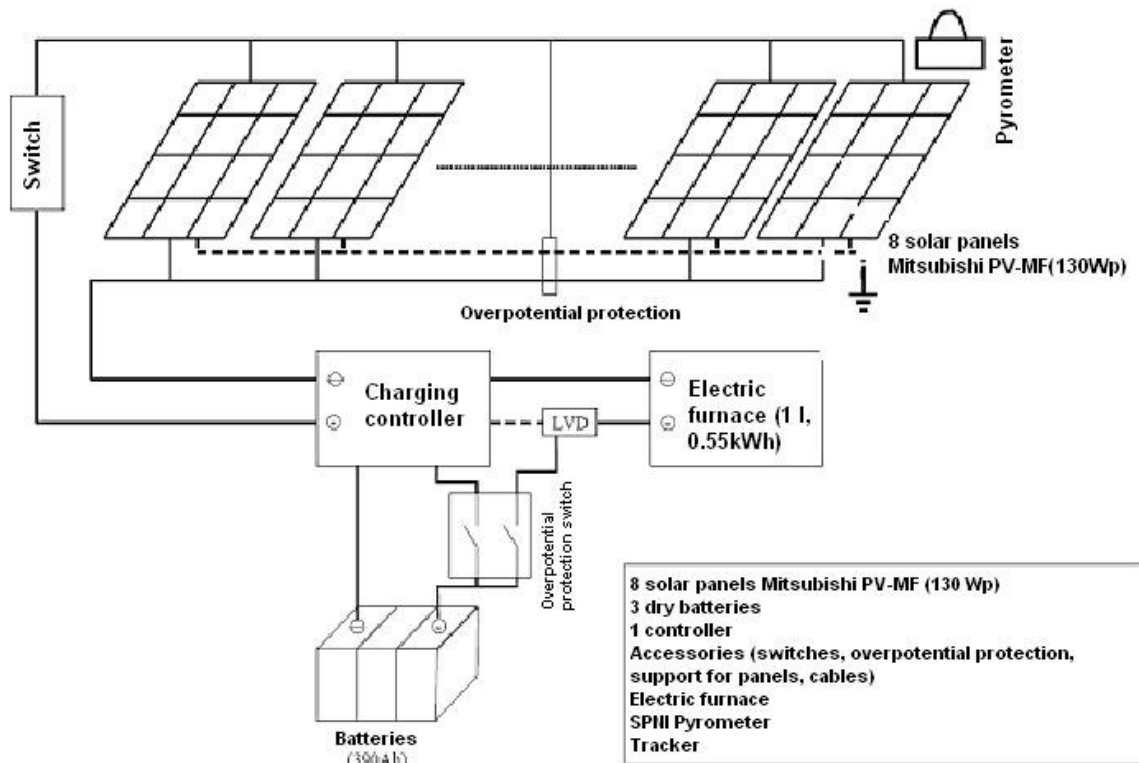 Pyrometer
Switch
8 solar panels
Mitsubishi PV-MF(130Wp)
Overpotential protection
Charging
controller
LVD
Electric
furnace (1 l,
0.55kWh)
Overpotential
protection switch
Batteries
(390Ah)
8 solar panels Mitsubishi PV-MF (130 Wp)
3 dry batteries
1 controller
Accessories (switches, overpotential protection,
support for panels, cables)
Electric furnace
SPNI Pyrometer
Tracker